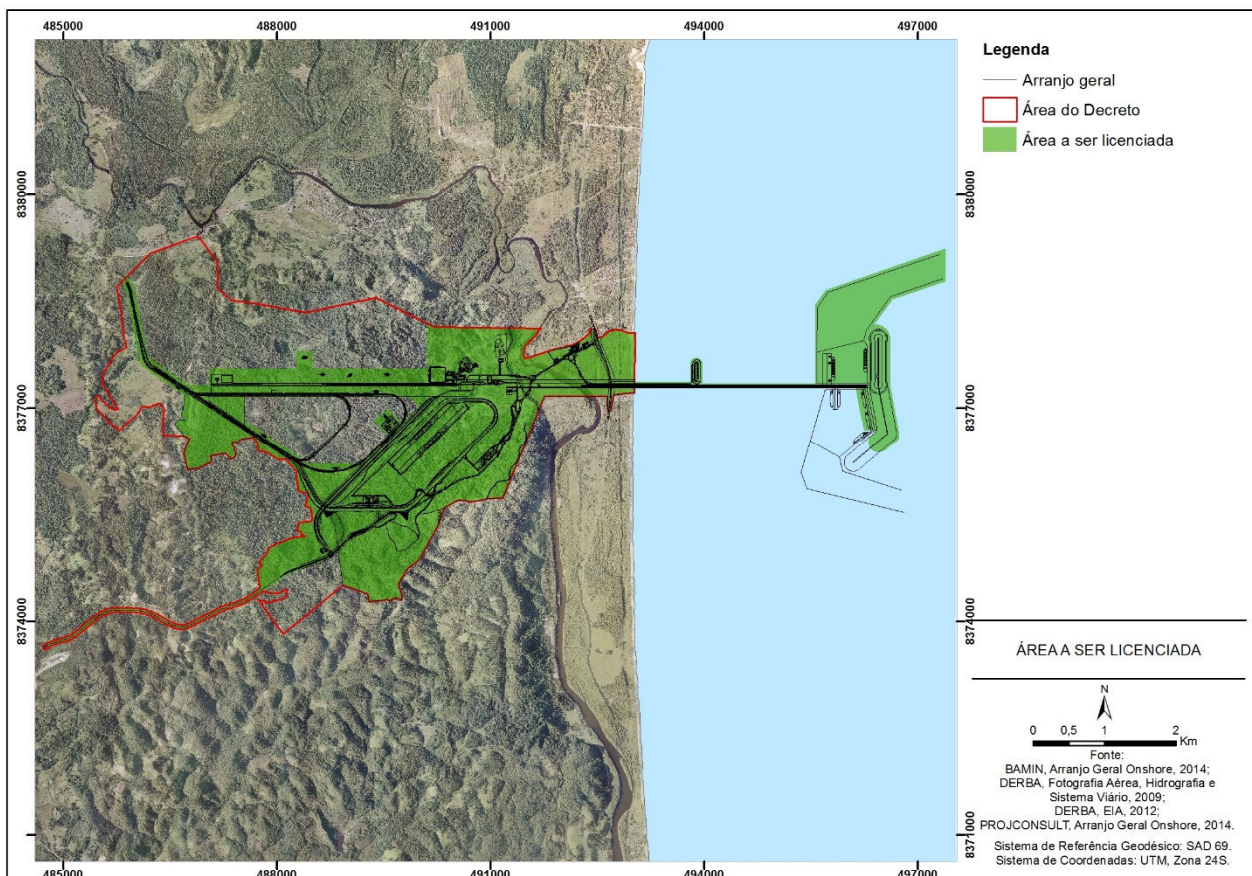 485000
488000
491000
494000
497000
8380000
8380000
8377000
8377000
8374000
8374000
8371000
8371000
485000
488000
491000
494000
497000
Legenda
Arranjo geral
Área do Decreto
Área a ser licenciada
ÁREA A SER LICENCIADA
N
0 0,5 1 2
Km
Fonte:
BAMIN, Arranjo Geral Onshore, 2014;
DERBA, Fotografia Aérea, Hidrografia e
Sistema Viário, 2009;
DERBA, EIA, 2012;
PROJCONSULT, Arranjo Geral Onshore, 2014.
Sistema de Referência Geodésico: SAD 69.
Sistema de Coordenadas: UTM, Zona 24S.